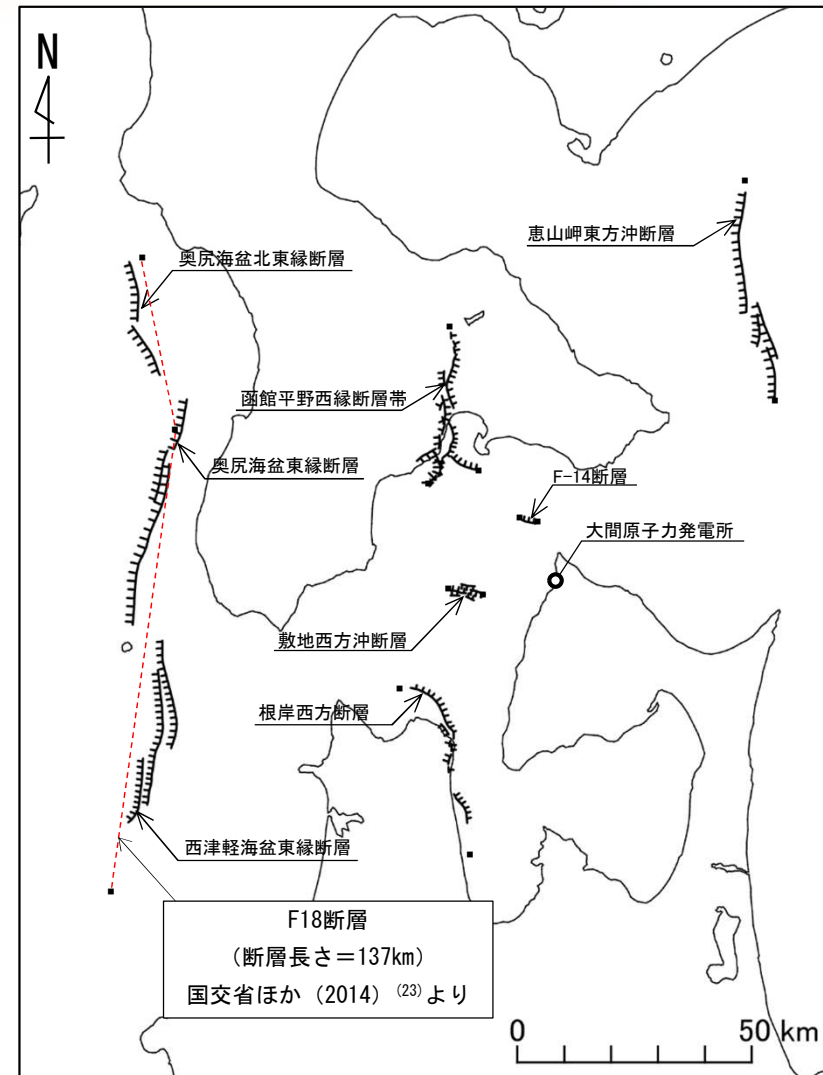 N
恵山岬東方沖断層
奥尻海盆北東縁断層
函館平野西縁断層帯
奥尻海盆東縁断層
F-14断層
大間原子力発電所
敷地西方沖断層
根岸西方断層
西津軽海盆東縁断層
F18断層
(断層長さ＝137km)
国交省ほか (2014) (23) より
0 50 km